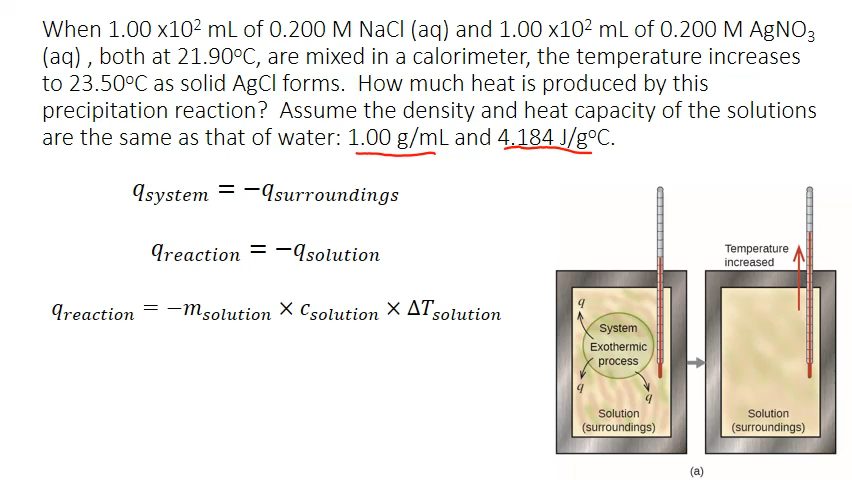 When 1.00 x10² mL of 0.200 M NaCl (aq) and 1.00 x10² mL of 0.200 M AgNO₃
(aq) , both at 21.90°C, are mixed in a calorimeter, the temperature increases
to 23.50°C as solid AgCl forms.  How much heat is produced by this
precipitation reaction?  Assume the density and heat capacity of the solutions
are the same as that of water: 1.00 g/mL and 4.184 J/g°C.
q_system = −q_surroundings
q_reaction = −q_solution
q_reaction = −m_solution × c_solution × ΔT_solution
Temperature
increased
q
System
Exothermic
process
q
q
Solution
(surroundings)
Solution
(surroundings)
(a)